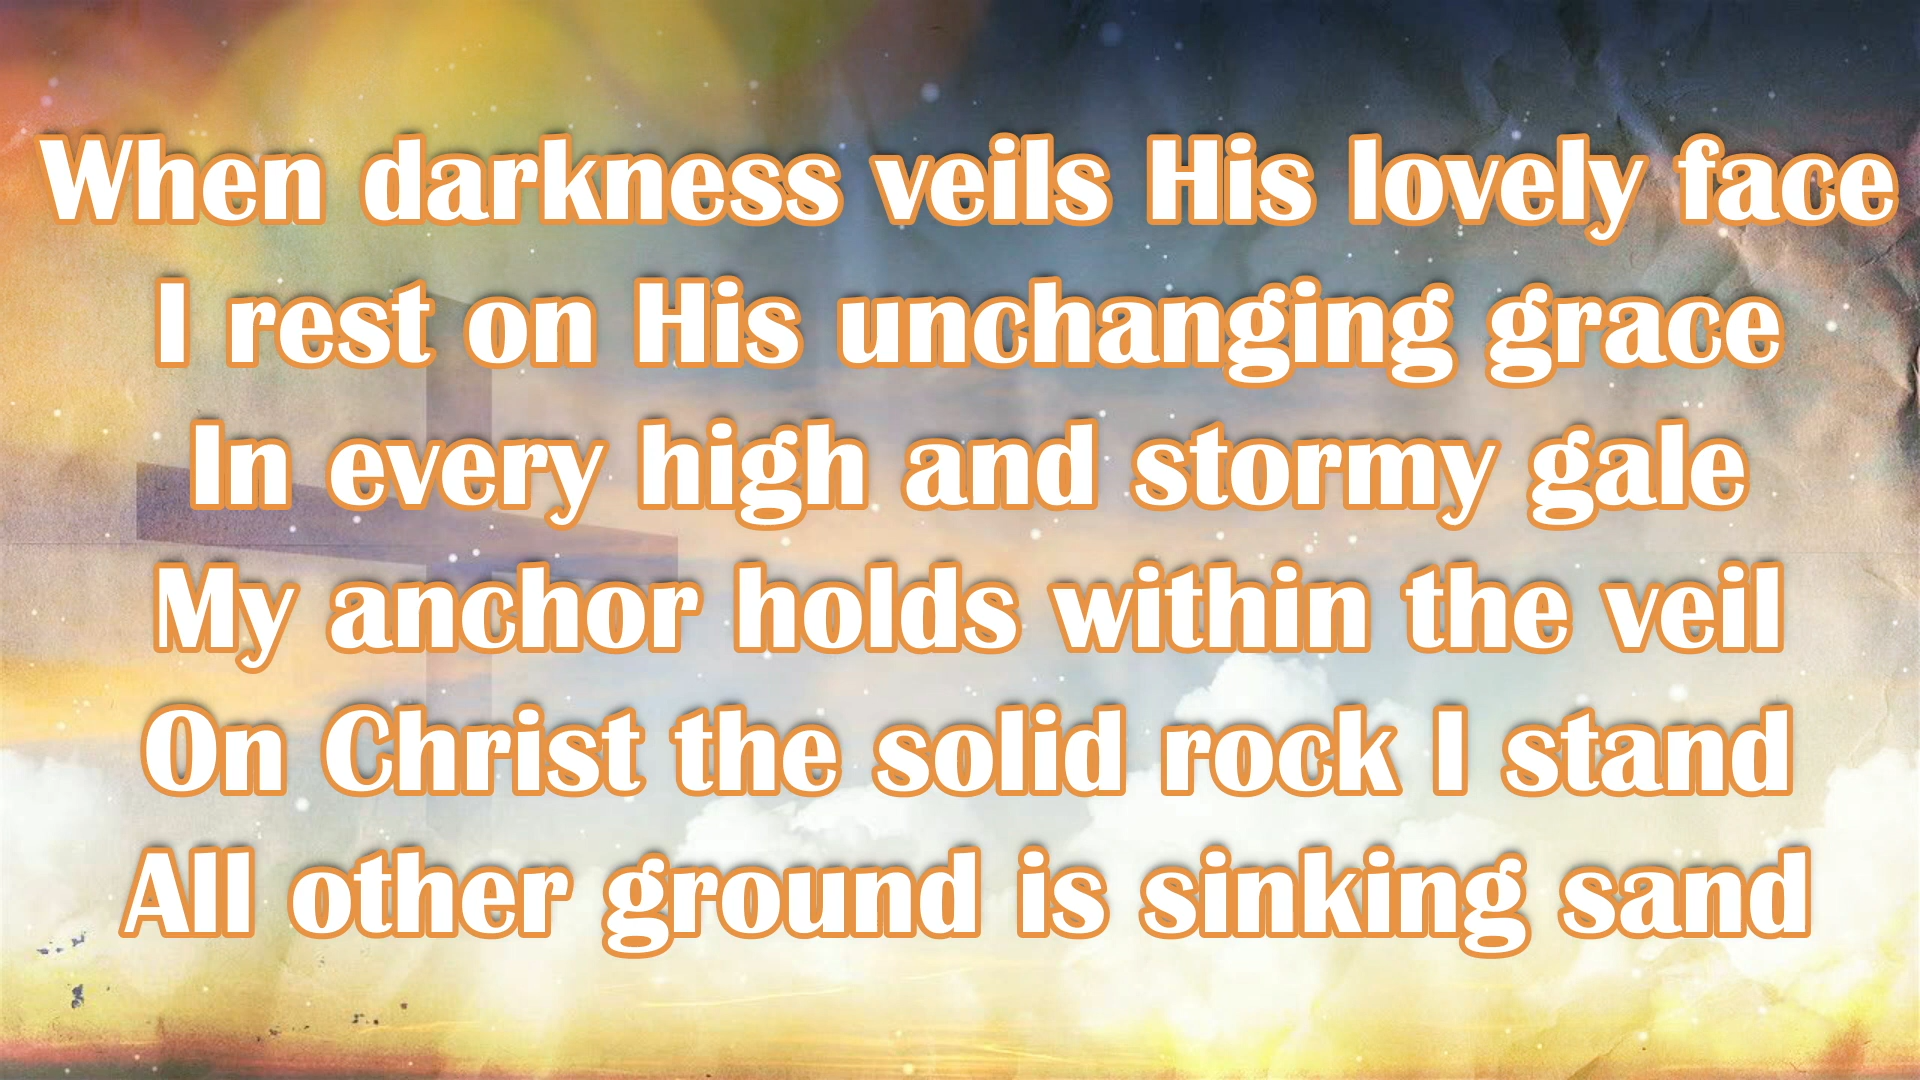 When darkness veils His lovely face
I rest on His unchanging grace
In every high and stormy gale
My anchor holds within the veil
On Christ the solid rock I stand
All other ground is sinking sand